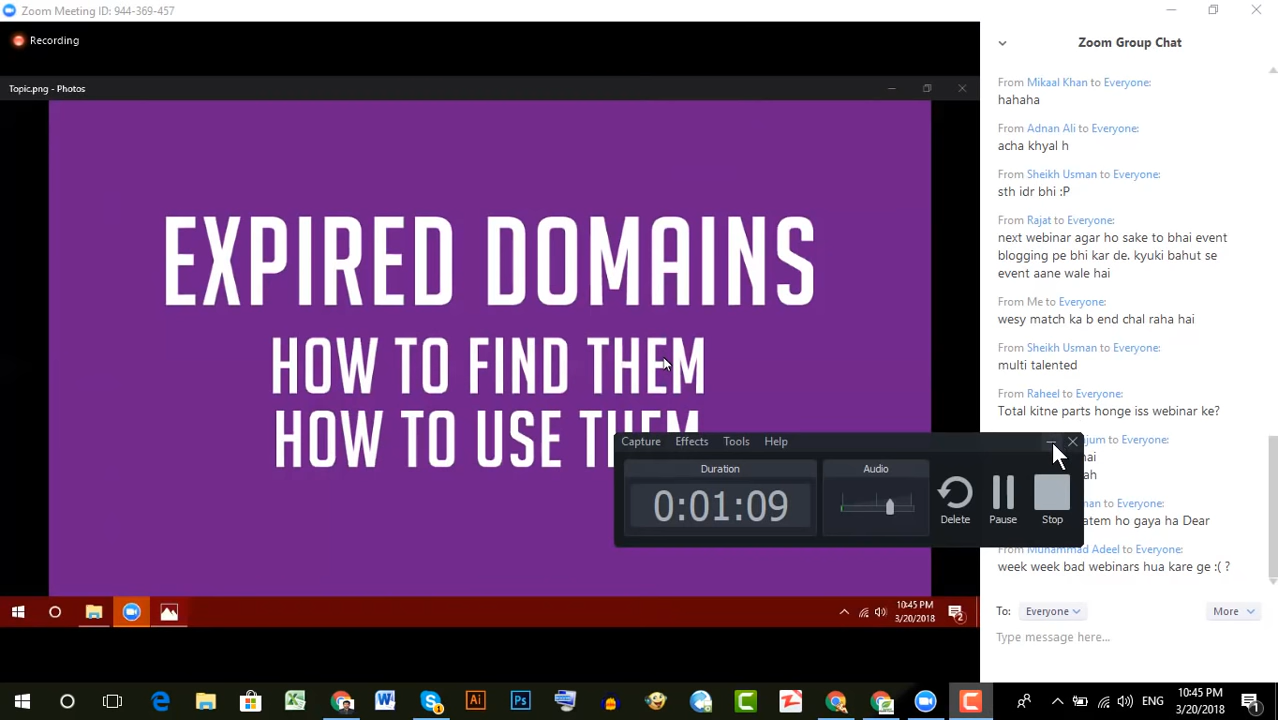 Zoom Meeting ID: 944-369-457
Recording
Topic.png - Photos
EXPIRED DOMAINS
HOW TO FIND THEM
HOW TO USE THEM
Zoom Group Chat
From Mikaal Khan to Everyone:
hahaha
From Adnan Ali to Everyone:
acha khyal h
From Sheikh Usman to Everyone:
sth idr bhi :P
From Rajat to Everyone:
next webinar agar ho sake to bhai event
blogging pe bhi kar de. kyuki bahut se
event aane wale hai
From Me to Everyone:
wesy match ka b end chal raha hai
From Sheikh Usman to Everyone:
multi talented
From Raheel to Everyone:
Total kitne parts honge iss webinar ke?
to Everyone:
to Everyone:
atem ho gaya ha Dear
From Muhammad Adeel to Everyone:
week week bad webinars hua kare ge :( ?
To: Everyone
More
Type message here...
Capture Effects Tools Help
Duration
0:01:09
Audio
Delete
Pause
Stop
10:45 PM
3/20/2018
2
W
S
1
Ai
Ps
C
C
ENG
10:45 PM
3/20/2018
1